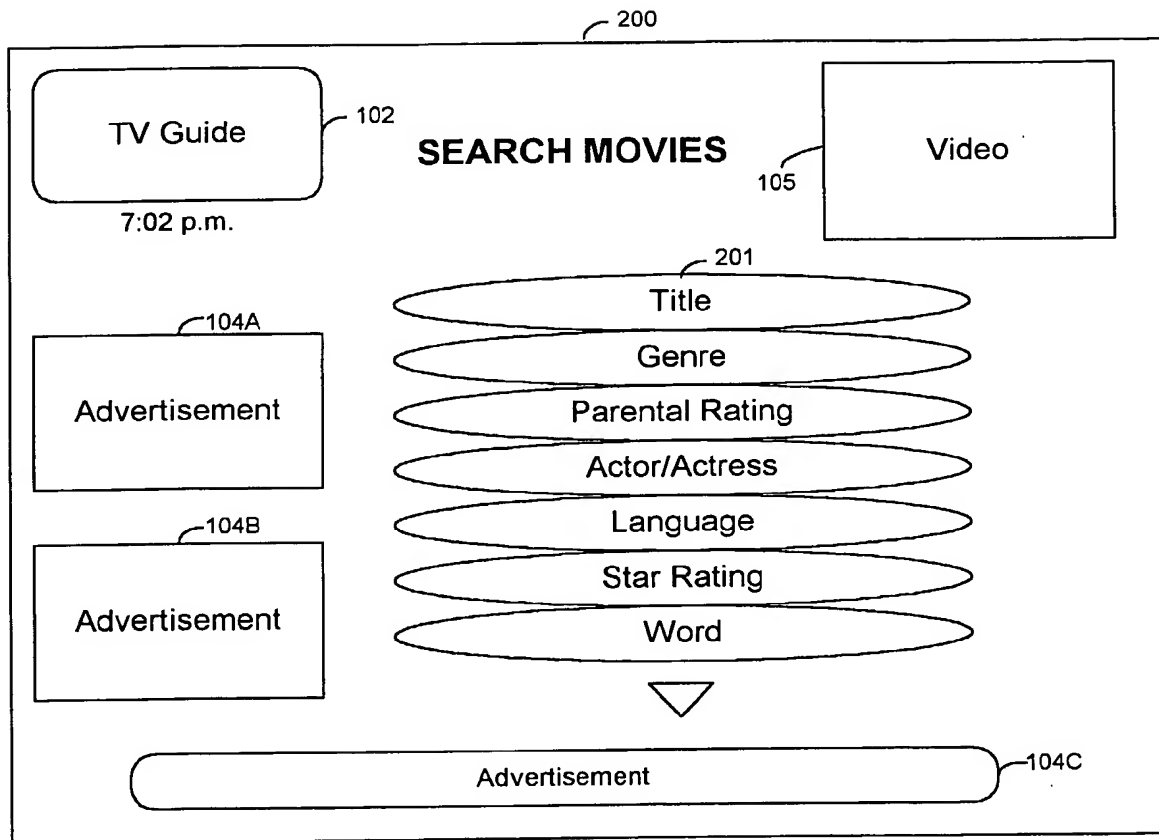 200
TV Guide
102
SEARCH MOVIES
105
Video
7:02 p.m.
201
Title
104A
Genre
Advertisement
Parental Rating
Actor/Actress
104B
Language
Advertisement
Star Rating
Word
Advertisement
104C